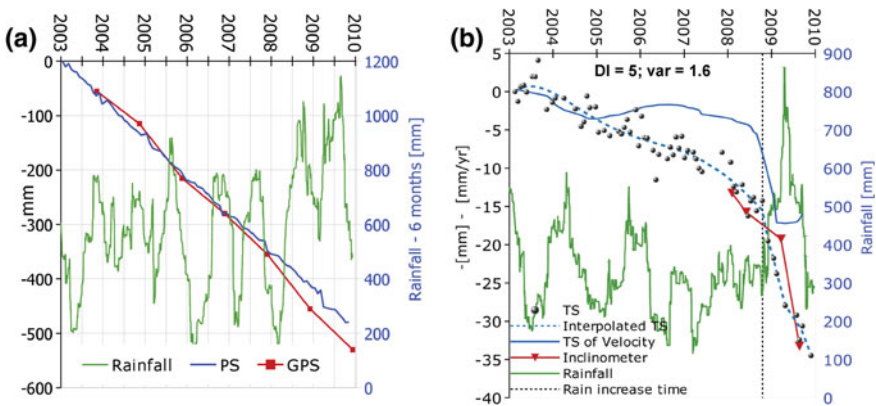 (a)
2003 2004 2005 2006 2007 2008 2009 2010
0 1200
-100 1000
-200 800
-300 600
-400 400
-500 200
-600 0
mm
Rainfall - 6 months [mm]
Rainfall PS GPS
(b)
2003 2004 2005 2006 2007 2008 2009 2010
DI = 5; var = 1.6
900
0 800
-5 700
-10 600
-15 500
-20 400
-25 300
-30 200
-35 100
-40 0
-[mm] - [mm/yr]
Rainfall [mm]
TS
Interpolated TS
TS of Velocity
Inclinometer
Rainfall
Rain increase time